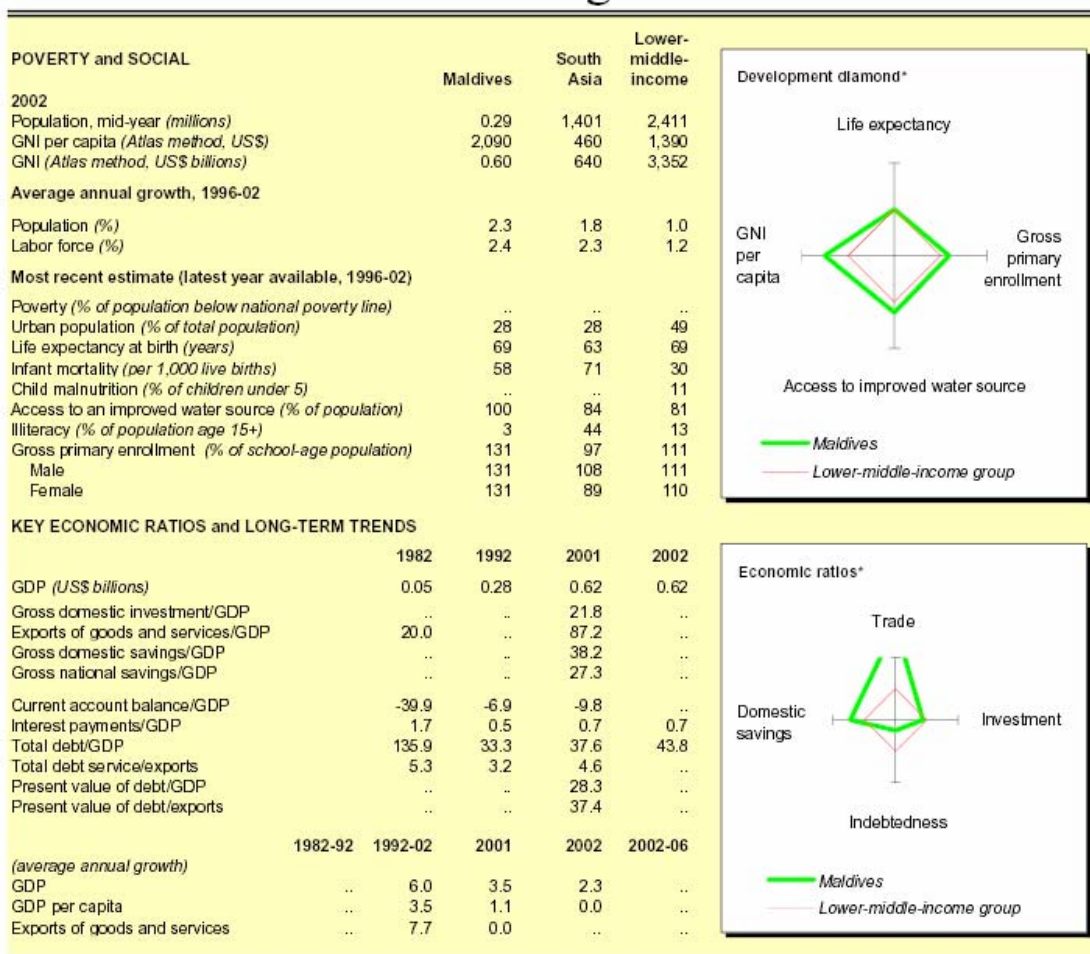 POVERTY and SOCIAL Maldives South Asia Lower-middle-income
2002
Population, mid-year (millions) 0.29 1,401 2,411
GNI per capita (Atlas method, US$) 2,090 460 1,390
GNI (Atlas method, US$ billions) 0.60 640 3,352
Average annual growth, 1996-02
Population (%) 2.3 1.8 1.0
Labor force (%) 2.4 2.3 1.2
Most recent estimate (latest year available, 1996-02)
Poverty (% of population below national poverty line) .. .. ..
Urban population (% of total population) 28 28 49
Life expectancy at birth (years) 69 63 69
Infant mortality (per 1,000 live births) 58 71 30
Child malnutrition (% of children under 5) .. .. 11
Access to an improved water source (% of population) 100 84 81
Illiteracy (% of population age 15+) 3 44 13
Gross primary enrollment (% of school-age population) 131 97 111
Male 131 108 111
Female 131 89 110
Development diamond*
Life expectancy
GNI per capita
Gross primary enrollment
Access to improved water source
Maldives
Lower-middle-income group
KEY ECONOMIC RATIOS and LONG-TERM TRENDS
1982 1992 2001 2002
GDP (US$ billions) 0.05 0.28 0.62 0.62
Gross domestic investment/GDP .. .. 21.8 ..
Exports of goods and services/GDP 20.0 .. 87.2 ..
Gross domestic savings/GDP .. .. 38.2 ..
Gross national savings/GDP .. .. 27.3 ..
Current account balance/GDP -39.9 -6.9 -9.8 ..
Interest payments/GDP 1.7 0.5 0.7 0.7
Total debt/GDP 135.9 33.3 37.6 43.8
Total debt service/exports 5.3 3.2 4.6 ..
Present value of debt/GDP .. .. 28.3 ..
Present value of debt/exports .. .. 37.4 ..
1982-92 1992-02 2001 2002 2002-06
(average annual growth)
GDP .. 6.0 3.5 2.3 ..
GDP per capita .. 3.5 1.1 0.0 ..
Exports of goods and services .. 7.7 0.0 .. ..
Economic ratios*
Trade
Domestic savings
Investment
Indebtedness
Maldives
Lower-middle-income group